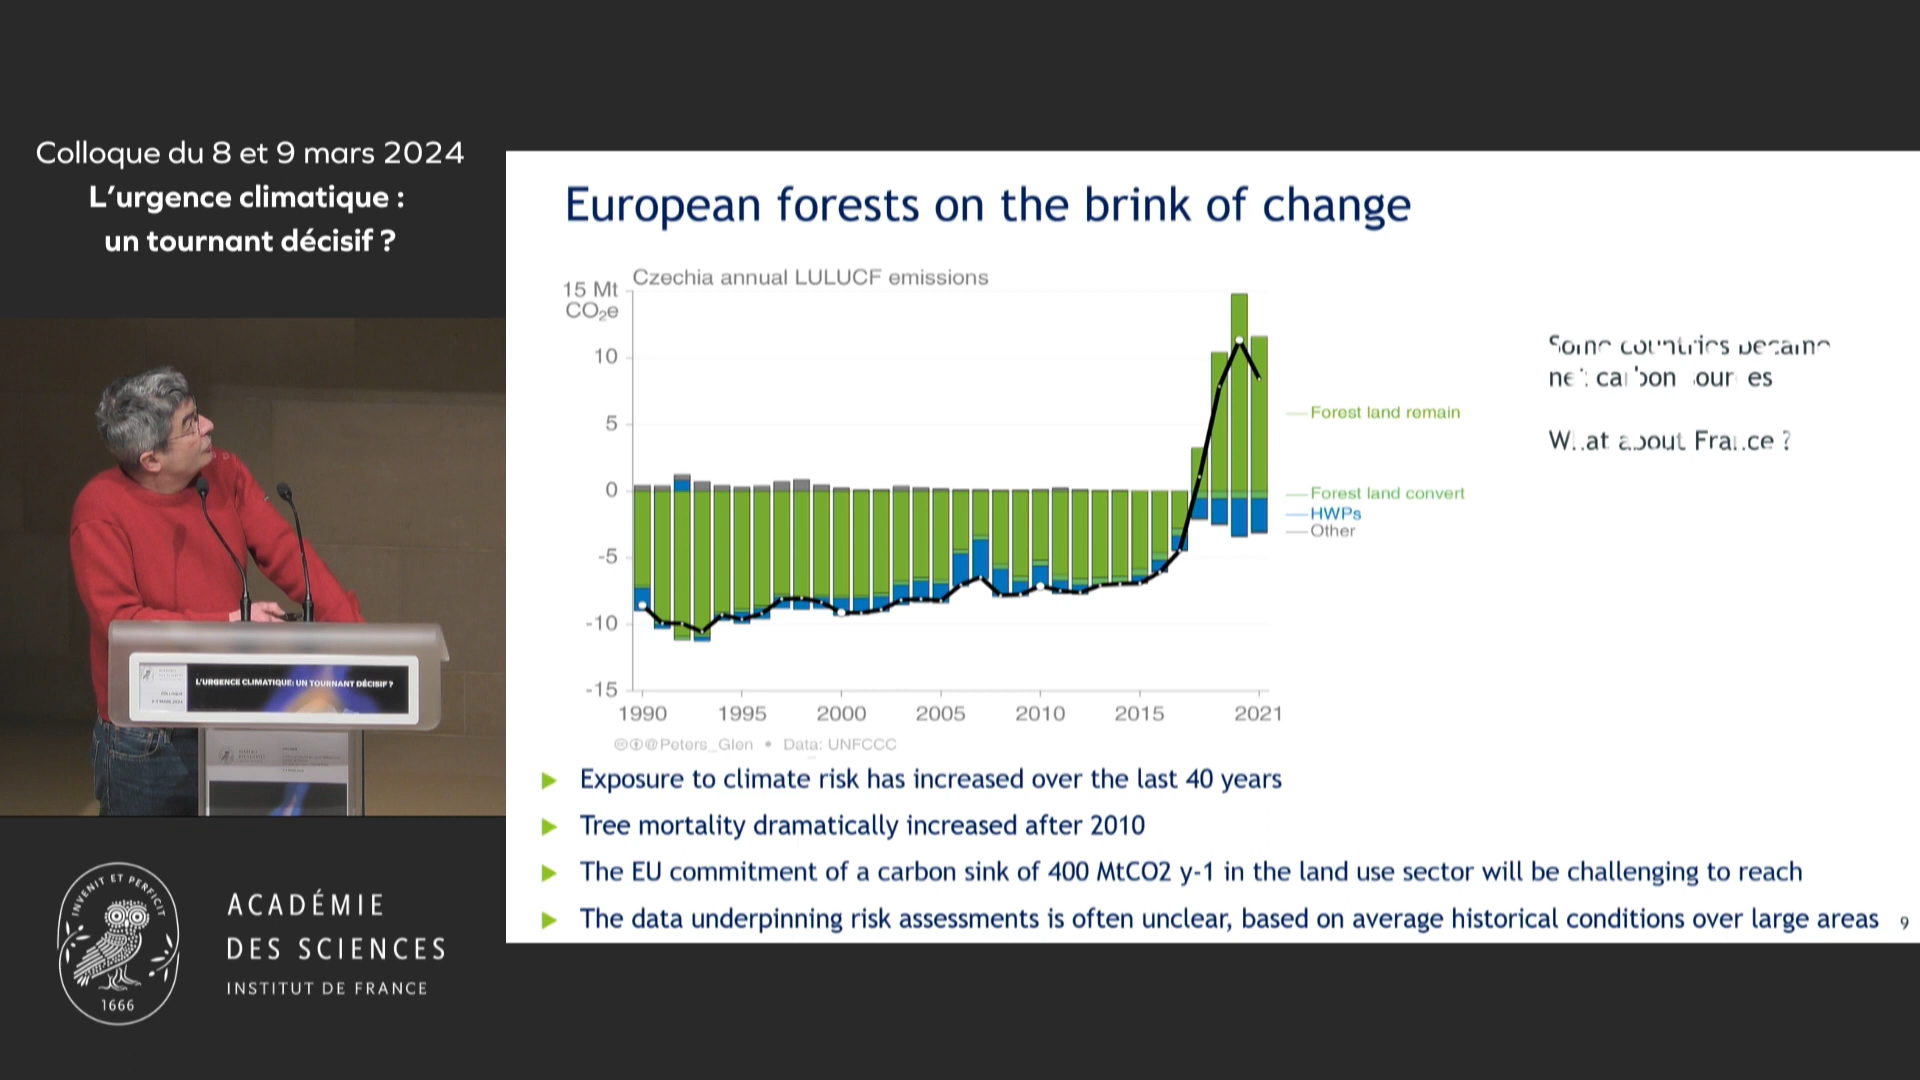 Colloque du 8 et 9 mars 2024
L'urgence climatique :
un tournant décisif ?
European forests on the brink of change
Czechia annual LULUCF emissions
15 Mt
CO₂e
10
5
0
-5
-10
-15
1990 1995 2000 2005 2010 2015 2021
Forest land remain
Forest land convert
HWPs
Other
@Peters_Glen • Data: UNFCCC
Some countries became
net carbon sources
What about France ?
Exposure to climate risk has increased over the last 40 years
Tree mortality dramatically increased after 2010
The EU commitment of a carbon sink of 400 MtCO2 y-1 in the land use sector will be challenging to reach
The data underpinning risk assessments is often unclear, based on average historical conditions over large areas
9
L'URGENCE CLIMATIQUE: UN TOURNANT DÉCISIF ?
INVENIT ET PERFICIT
1666
ACADÉMIE
DES SCIENCES
INSTITUT DE FRANCE